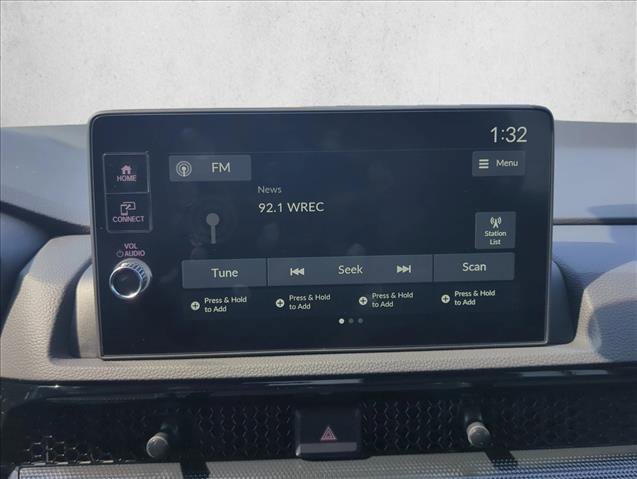 1:32
HOME
FM
Menu
News
92.1 WREC
CONNECT
Station
List
VOL
AUDIO
Tune
Seek
Scan
Press & Hold
to Add
Press & Hold
to Add
Press & Hold
to Add
Press & Hold
to Add